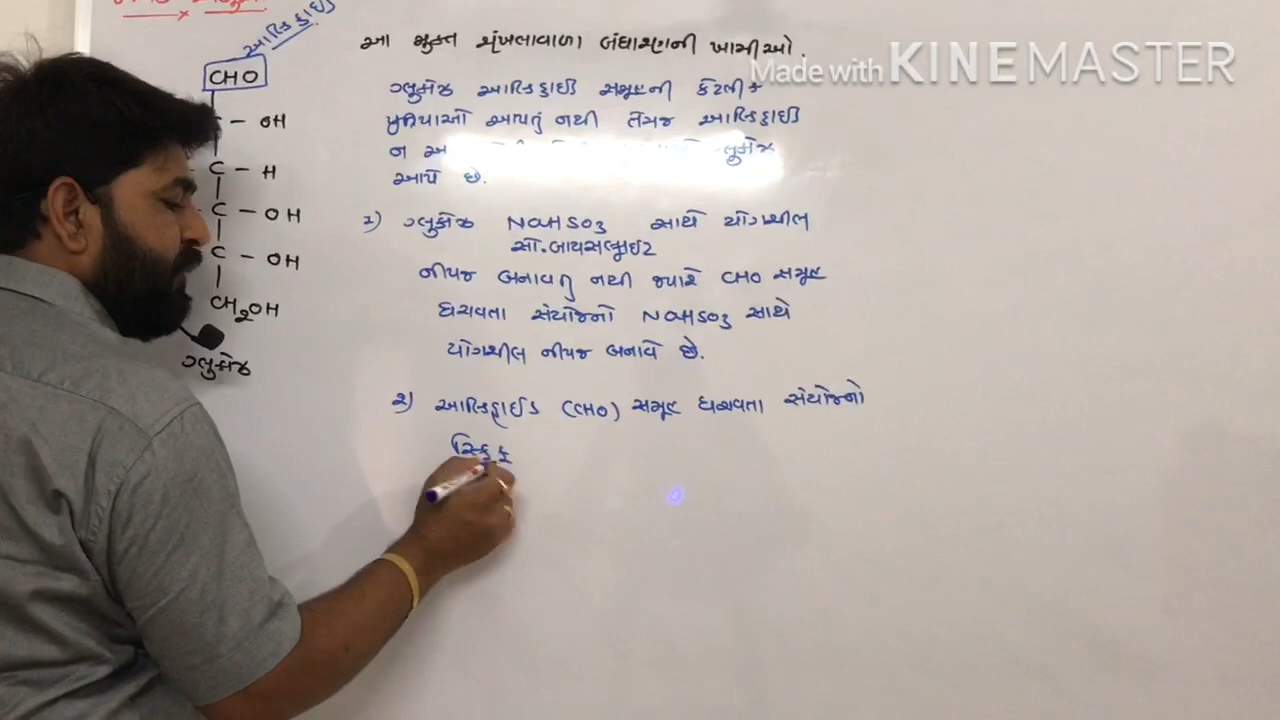 આલ્ડિહાઈડ
આ મુક્ત શૃંખલાવાળા બંધારણની ખામીઓ.
Made with KINEMASTER
CHO
ગ્લુકોઝ આલ્ડિહાઈડ સમૂહની કેટલીક
- OH
પ્રક્રિયાઓ આપતું નથી તેમજ આલ્ડિહાઈડ
ન
C - H
આપે છે.
C - OH
૧) ગ્લુકોઝ NaHSO3 સાથે યોગશીલ
સો.બાયસલ્ફાઈટ
C - OH
નીપજ બનાવતુ નથી જ્યારે CHO સમૂહ
CH2OH
ધરાવતા સંયોજનો NaHSO3 સાથે
ગ્લુકોઝ
યોગશીલ નીપજ બનાવે છે.
૨) આલ્ડિહાઈડ (CHO) સમૂહ ધરાવતા સંયોજનો
સ્કિફ